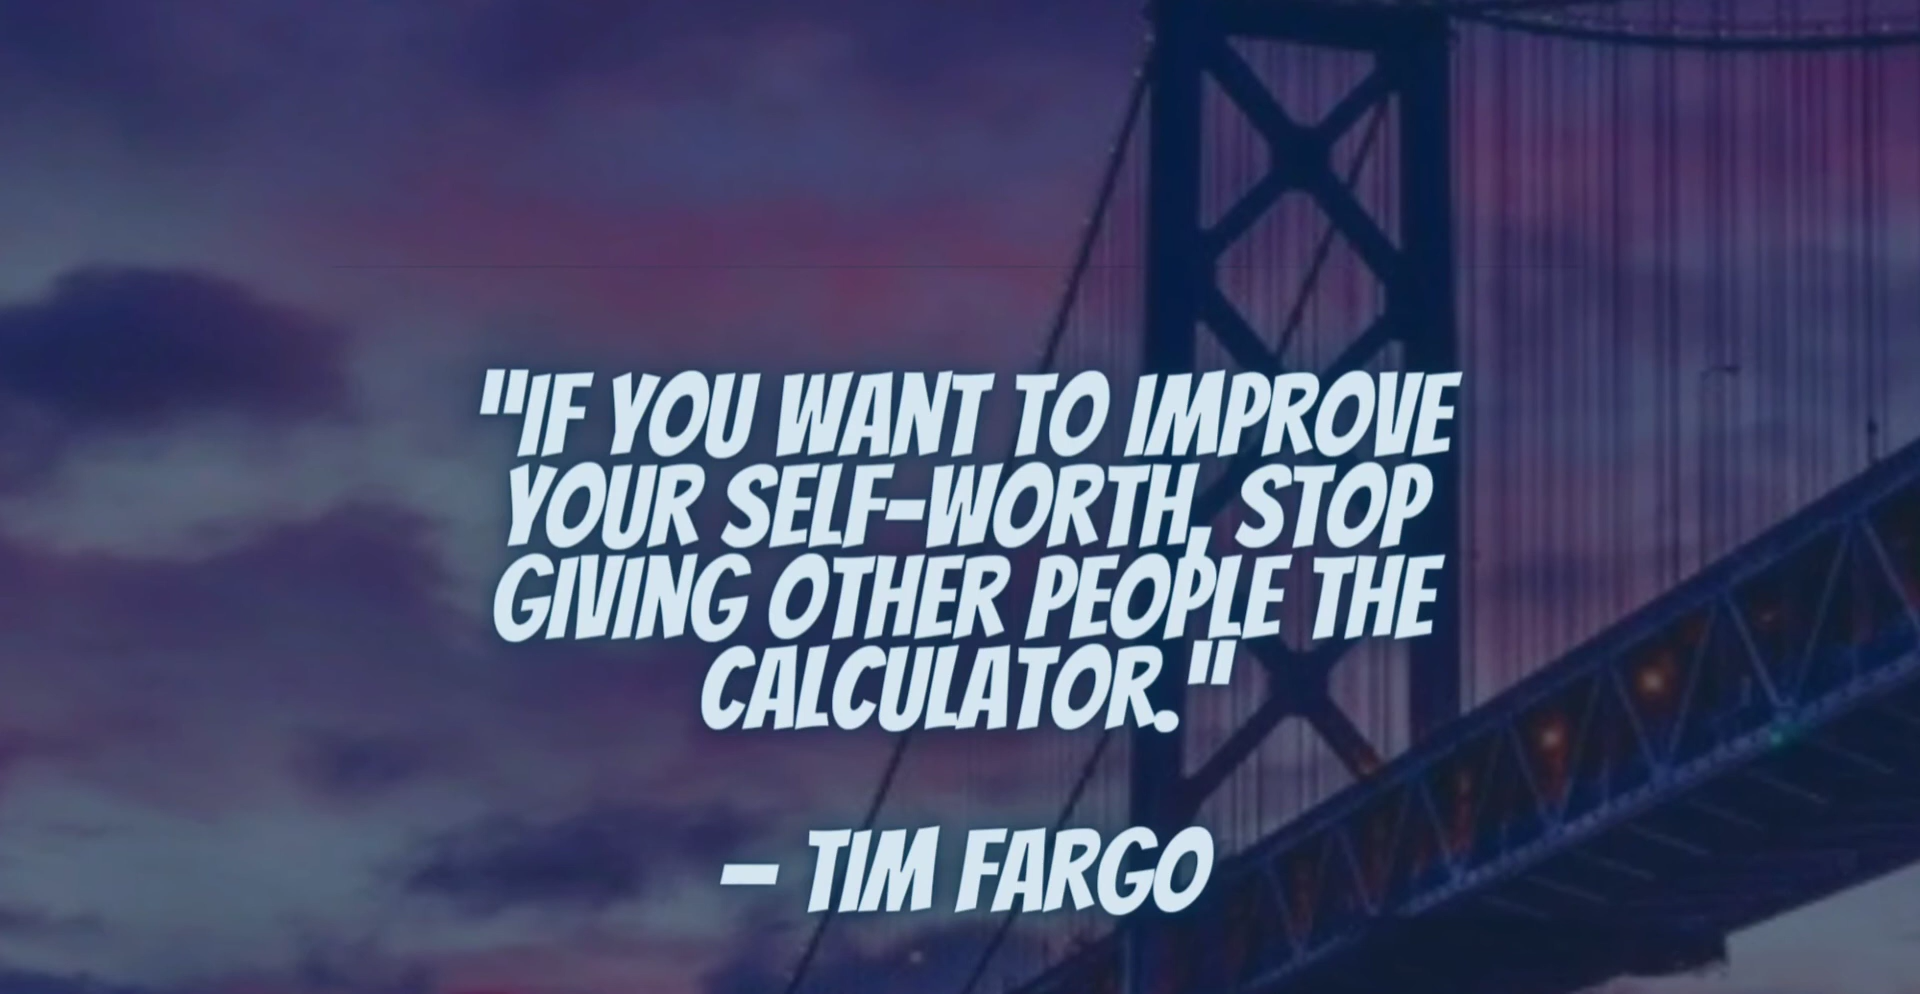 "IF YOU WANT TO IMPROVE
YOUR SELF-WORTH, STOP
GIVING OTHER PEOPLE THE
CALCULATOR."
– TIM FARGO